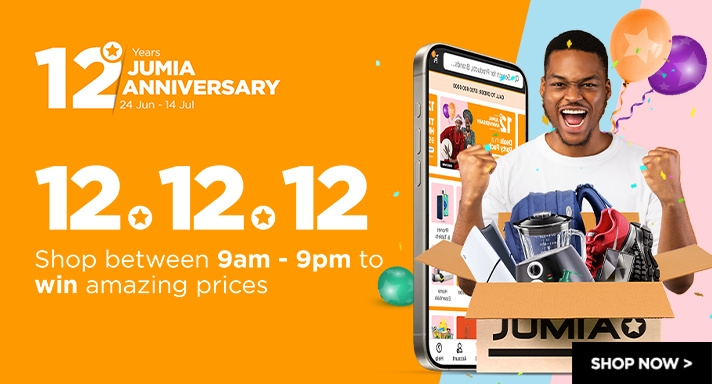 12
Years
JUMIA
ANNIVERSARY
24 Jun - 14 Jul
12.12.12
Shop between 9am - 9pm to
win amazing prices
JUMIA
SHOP NOW >